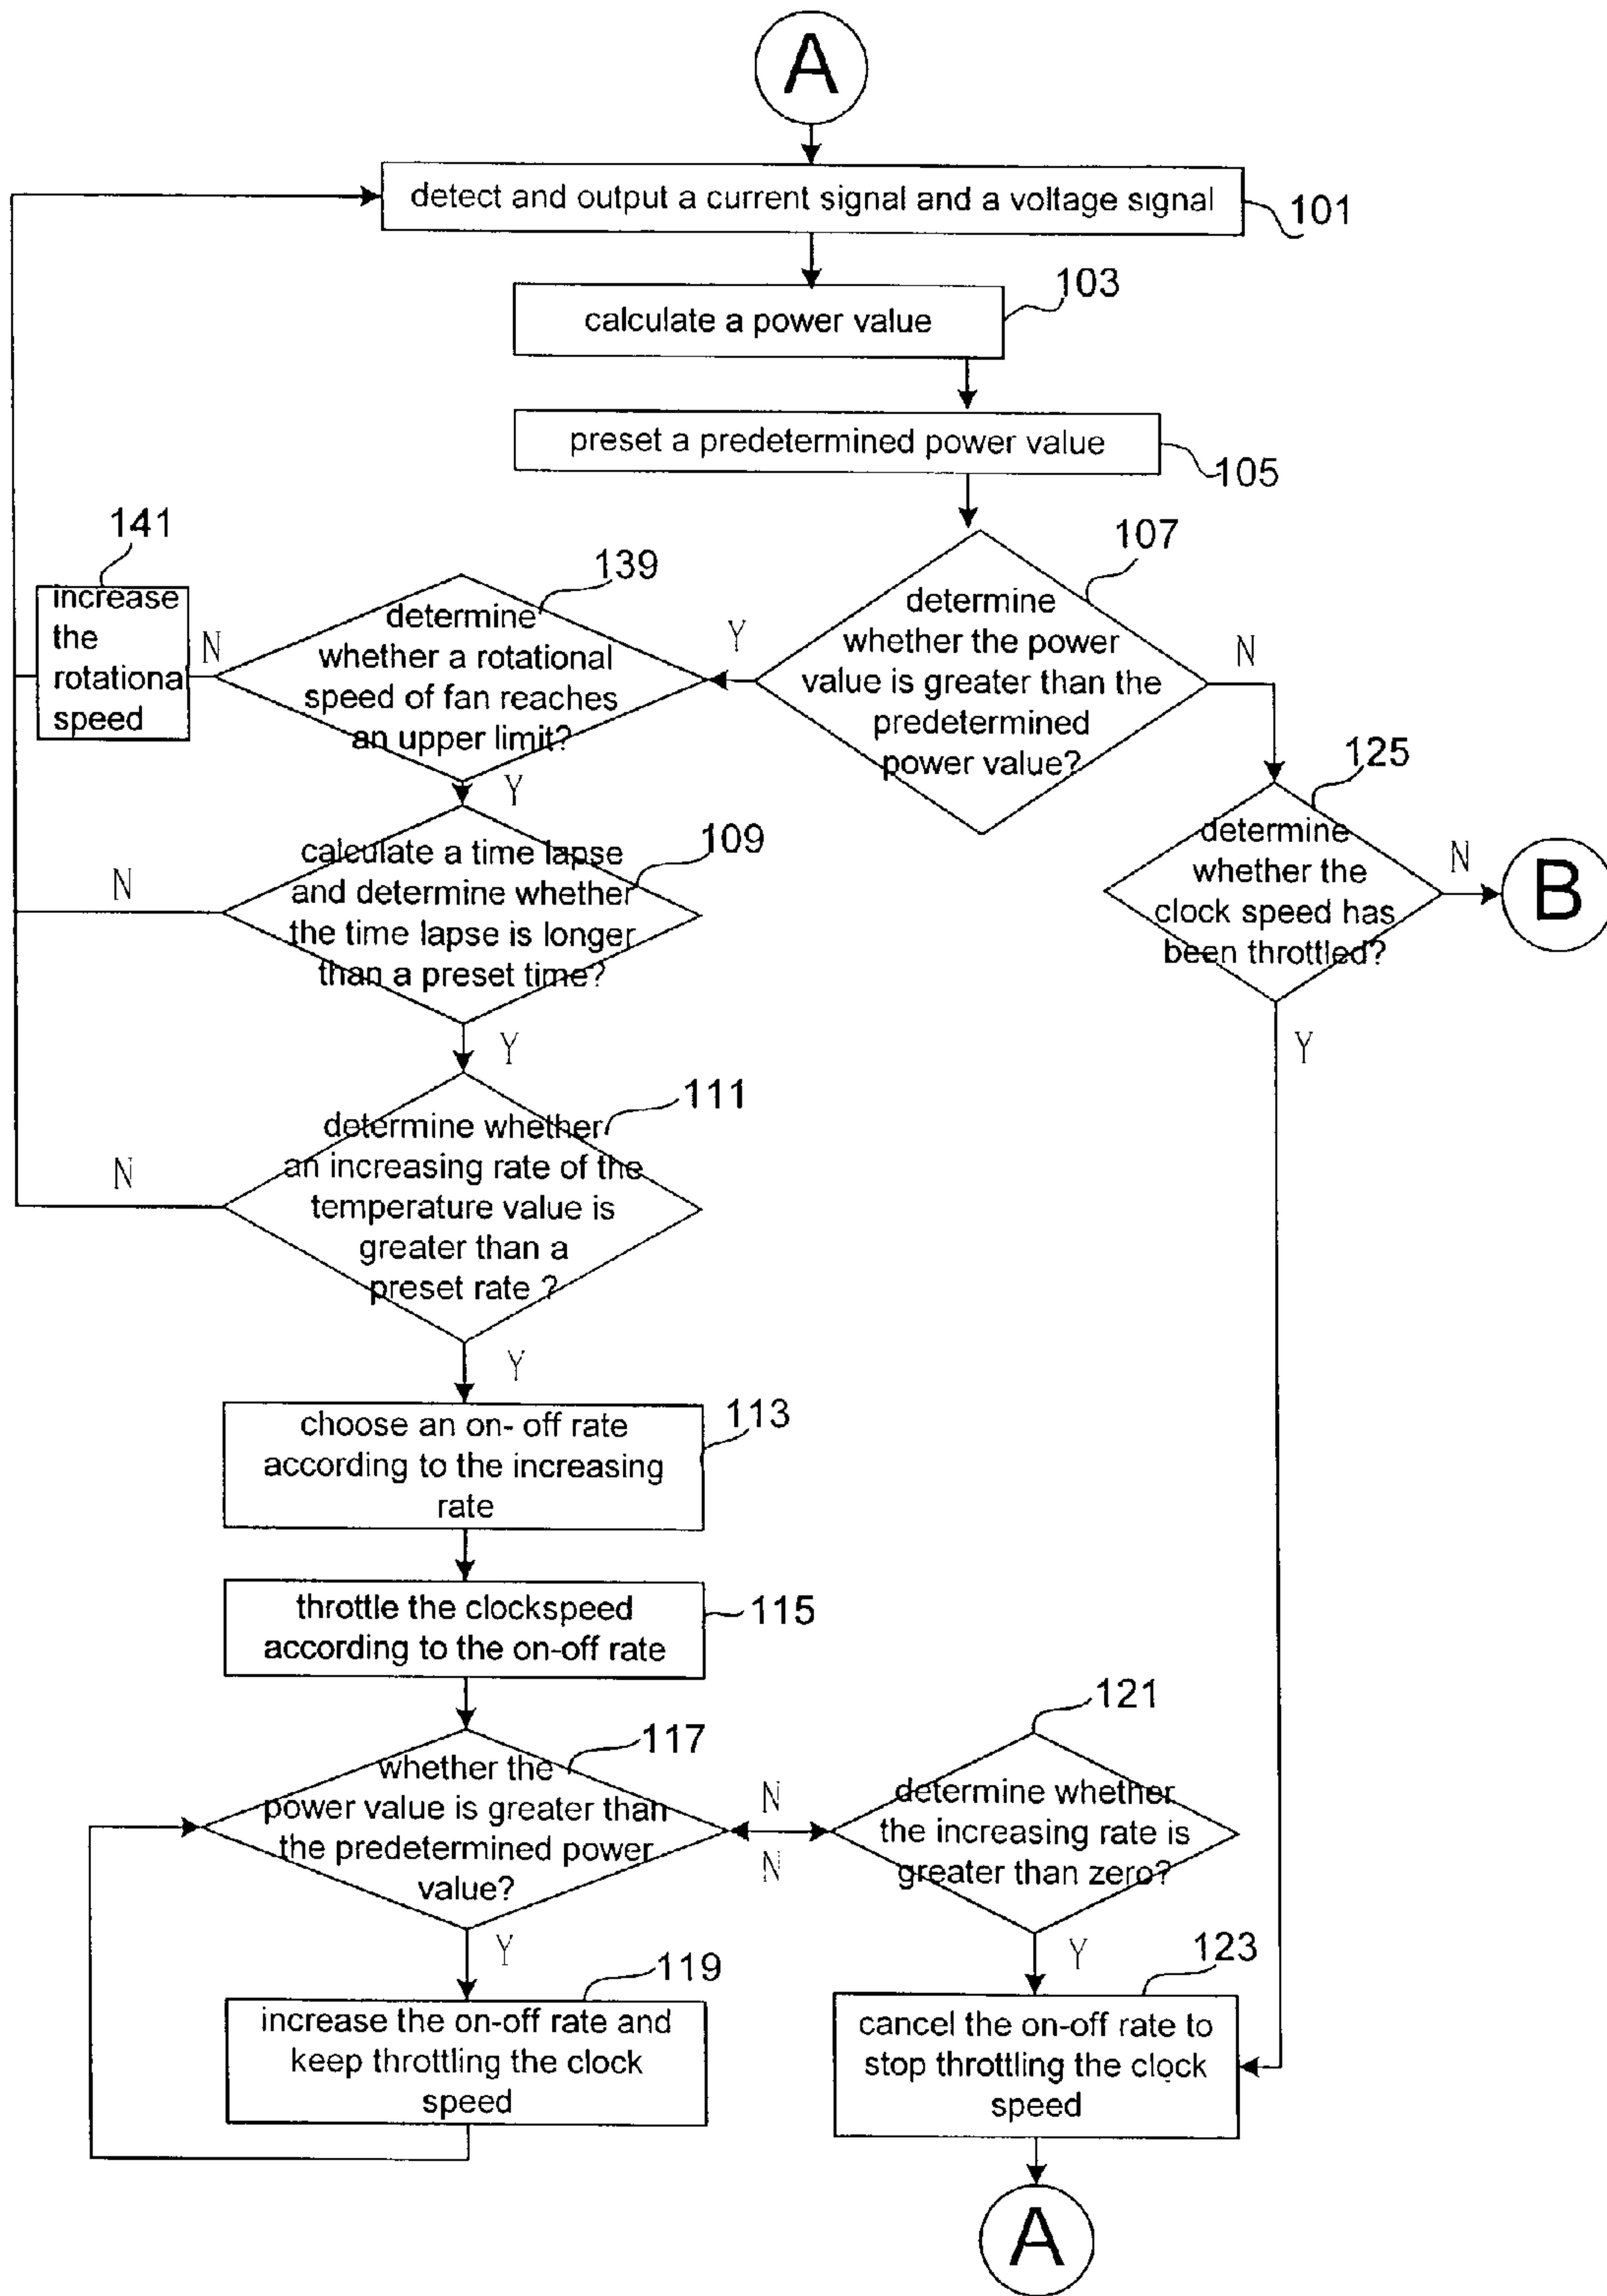 A
detect and output a current signal and a voltage signal
101
103
calculate a power value
preset a predetermined power value
105
107
determine
whether the power
value is greater than the
predetermined
power value?
Y
N
139
determine
whether a rotational
speed of fan reaches
an upper limit?
N
Y
141
increase
the
rotationa
speed
125
determine
whether the
clock speed has
been throttled?
N
B
Y
109
calculate a time lapse
and determine whether
the time lapse is longer
than a preset time?
N
Y
111
determine whether
an increasing rate of the
temperature value is
greater than a
preset rate ?
N
Y
113
choose an on- off rate
according to the increasing
rate
throttle the clockspeed
according to the on-off rate
115
117
whether the
power value is greater than
the predetermined power
value?
N
N
Y
121
determine whether
the increasing rate is
greater than zero?
Y
119
increase the on-off rate and
keep throttling the clock
speed
123
cancel the on-off rate to
stop throttling the clock
speed
A